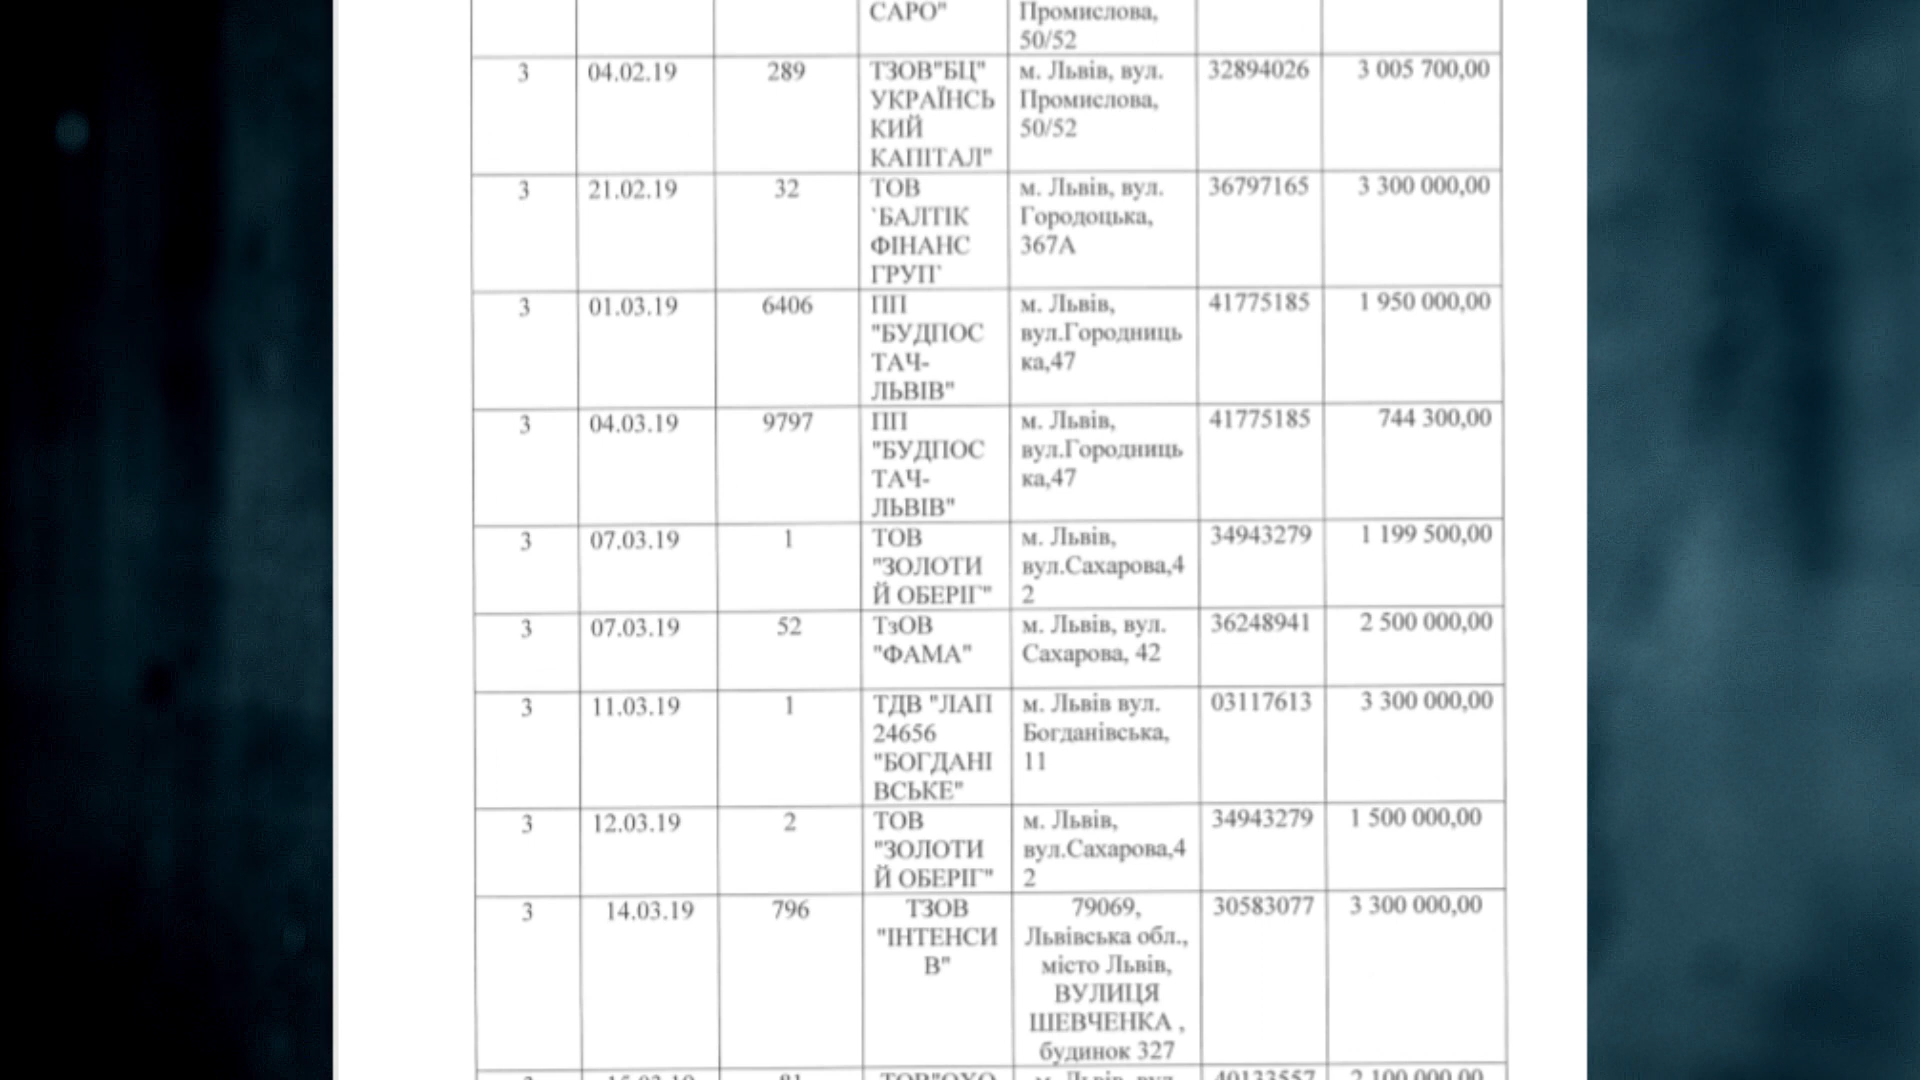 САРО" Промислова,
50/52
3 04.02.19 289 ТЗОВ"БЦ" м. Львів, вул. 32894026 3 005 700,00
УКРАЇНСЬ Промислова,
КИЙ 50/52
КАПІТАЛ"
3 21.02.19 32 ТОВ м. Львів, вул. 36797165 3 300 000,00
`БАЛТІК Городоцька,
ФІНАНС 367А
ГРУП`
3 01.03.19 6406 ПП м. Львів, 41775185 1 950 000,00
"БУДПОС вул.Городниць
ТАЧ- ка,47
ЛЬВІВ"
3 04.03.19 9797 ПП м. Львів, 41775185 744 300,00
"БУДПОС вул.Городниць
ТАЧ- ка,47
ЛЬВІВ"
3 07.03.19 1 ТОВ м. Львів, 34943279 1 199 500,00
"ЗОЛОТИ вул.Сахарова,4
Й ОБЕРІГ" 2
3 07.03.19 52 ТзОВ м. Львів, вул. 36248941 2 500 000,00
"ФАМА" Сахарова, 42
3 11.03.19 1 ТДВ "ЛАП м. Львів вул. 03117613 3 300 000,00
24656 Богданівська,
"БОГДАНІ 11
ВСЬКЕ"
3 12.03.19 2 ТОВ м. Львів, 34943279 1 500 000,00
"ЗОЛОТИ вул.Сахарова,4
Й ОБЕРІГ" 2
3 14.03.19 796 ТЗОВ 79069, 30583077 3 300 000,00
"ІНТЕНСИ Львівська обл.,
В" місто Львів,
ВУЛИЦЯ
ШЕВЧЕНКА ,
будинок 327
40133557 2 100 000,00